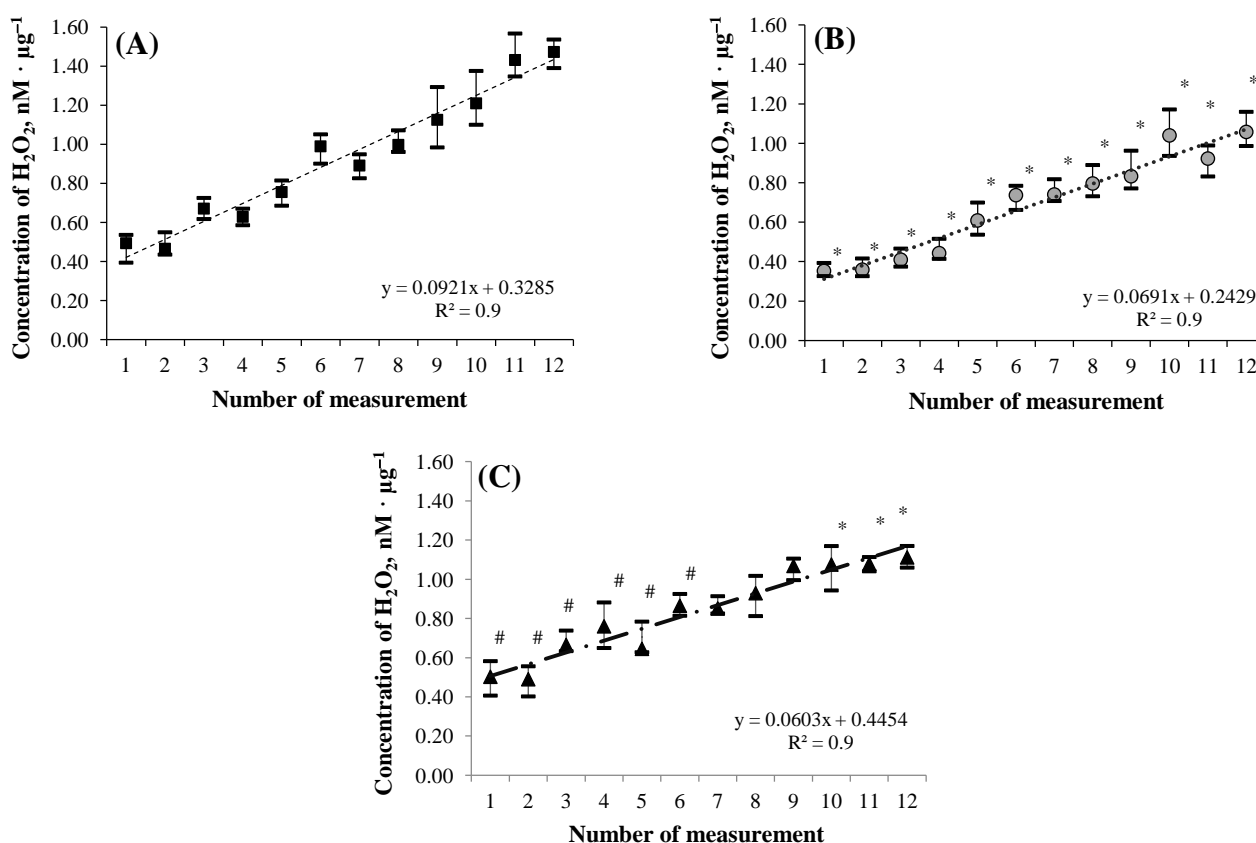 (A)
Concentration of H₂O₂, nM · µg⁻¹
1.60
1.40
1.20
1.00
0.80
0.60
0.40
0.20
0.00
y = 0.0921x + 0.3285
R² = 0.9
1 2 3 4 5 6 7 8 9 10 11 12
Number of measurement
(B)
Concentration of H₂O₂, nM · µg⁻¹
1.60
1.40
1.20
1.00
0.80
0.60
0.40
0.20
0.00
* * * * * * * * * * * *
y = 0.0691x + 0.2429
R² = 0.9
1 2 3 4 5 6 7 8 9 10 11 12
Number of measurement
(C)
Concentration of H₂O₂, nM · µg⁻¹
1.60
1.40
1.20
1.00
0.80
0.60
0.40
0.20
0.00
# # # # # # * * *
y = 0.0603x + 0.4454
R² = 0.9
1 2 3 4 5 6 7 8 9 10 11 12
Number of measurement